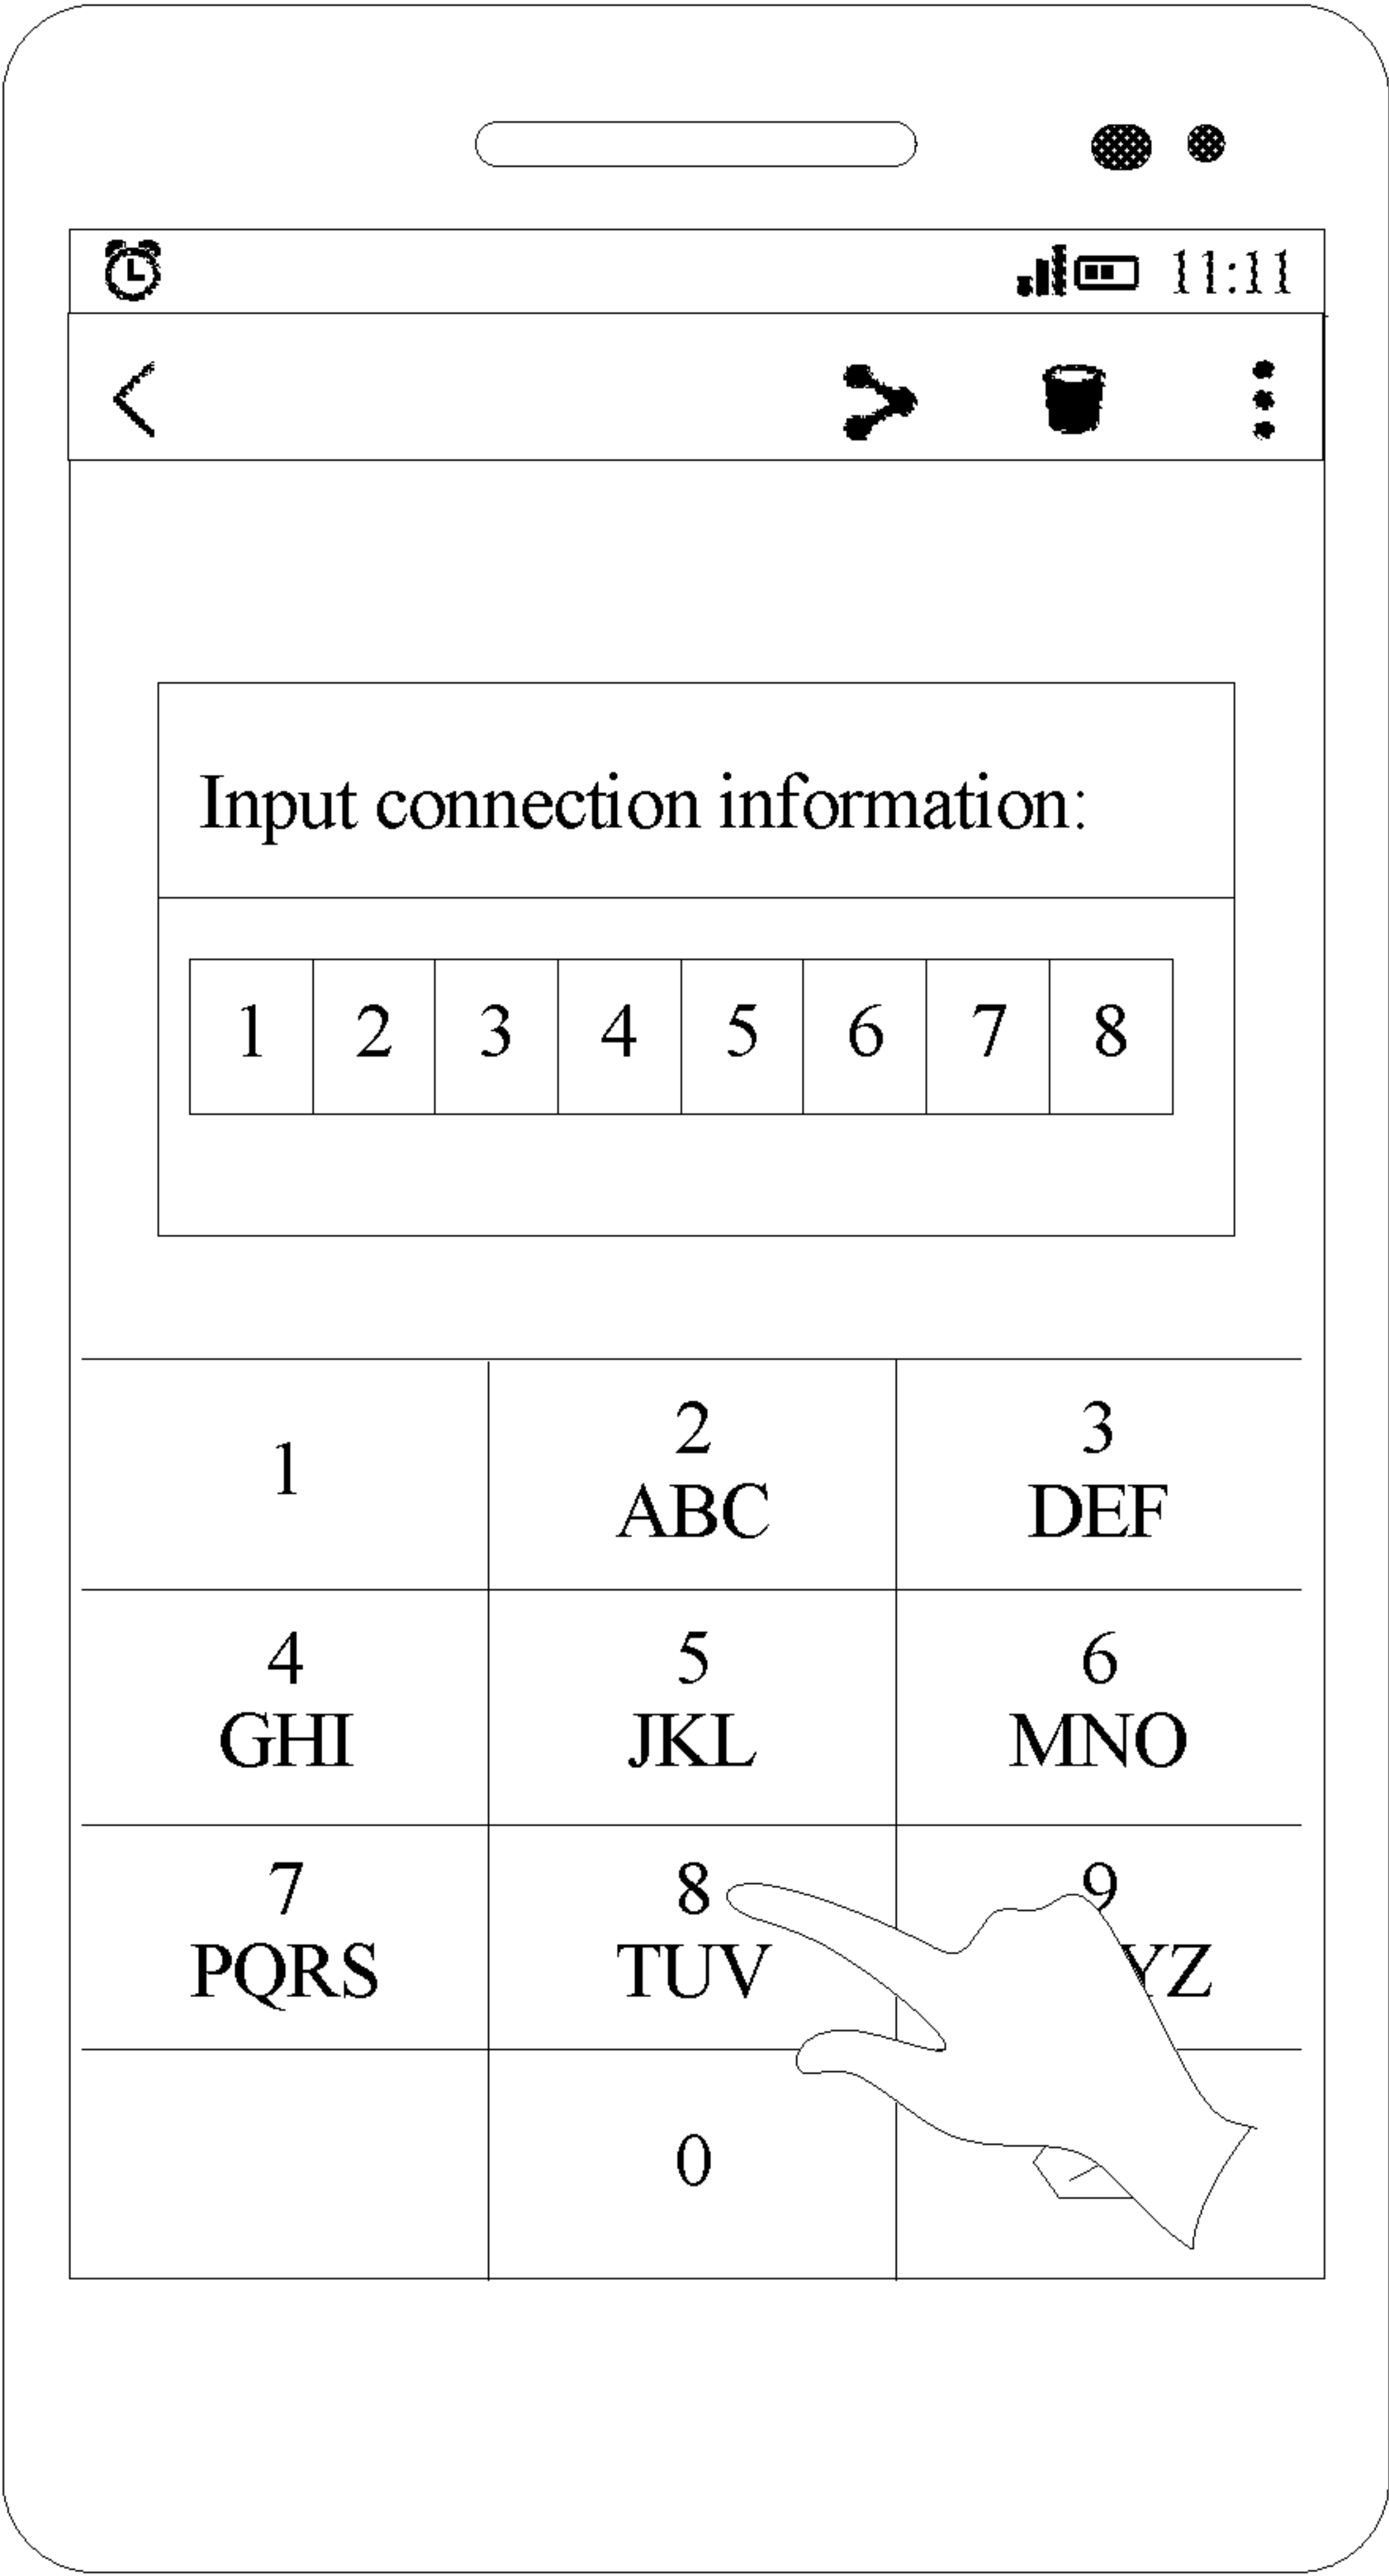 11:11
Input connection information:
1 2 3 4 5 6 7 8
1 2 3
ABC DEF
4 5 6
GHI JKL MNO
7 8 9
PQRS TUV YZ
0